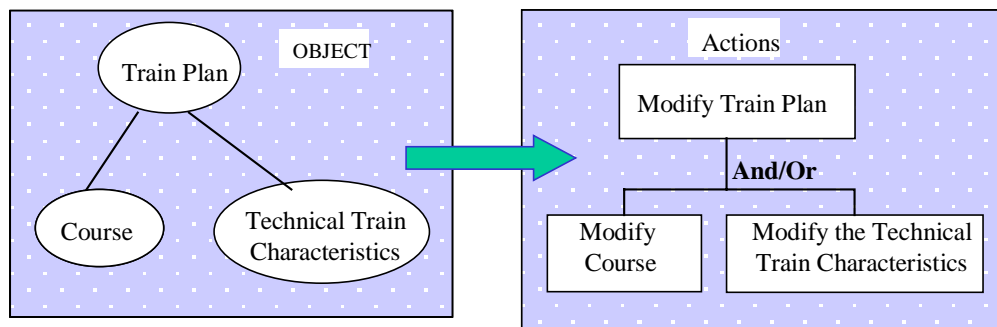 OBJECT
Train Plan
Course
Technical Train
Characteristics
Actions
Modify Train Plan
And/Or
Modify
Course
Modify the Technical
Train Characteristics